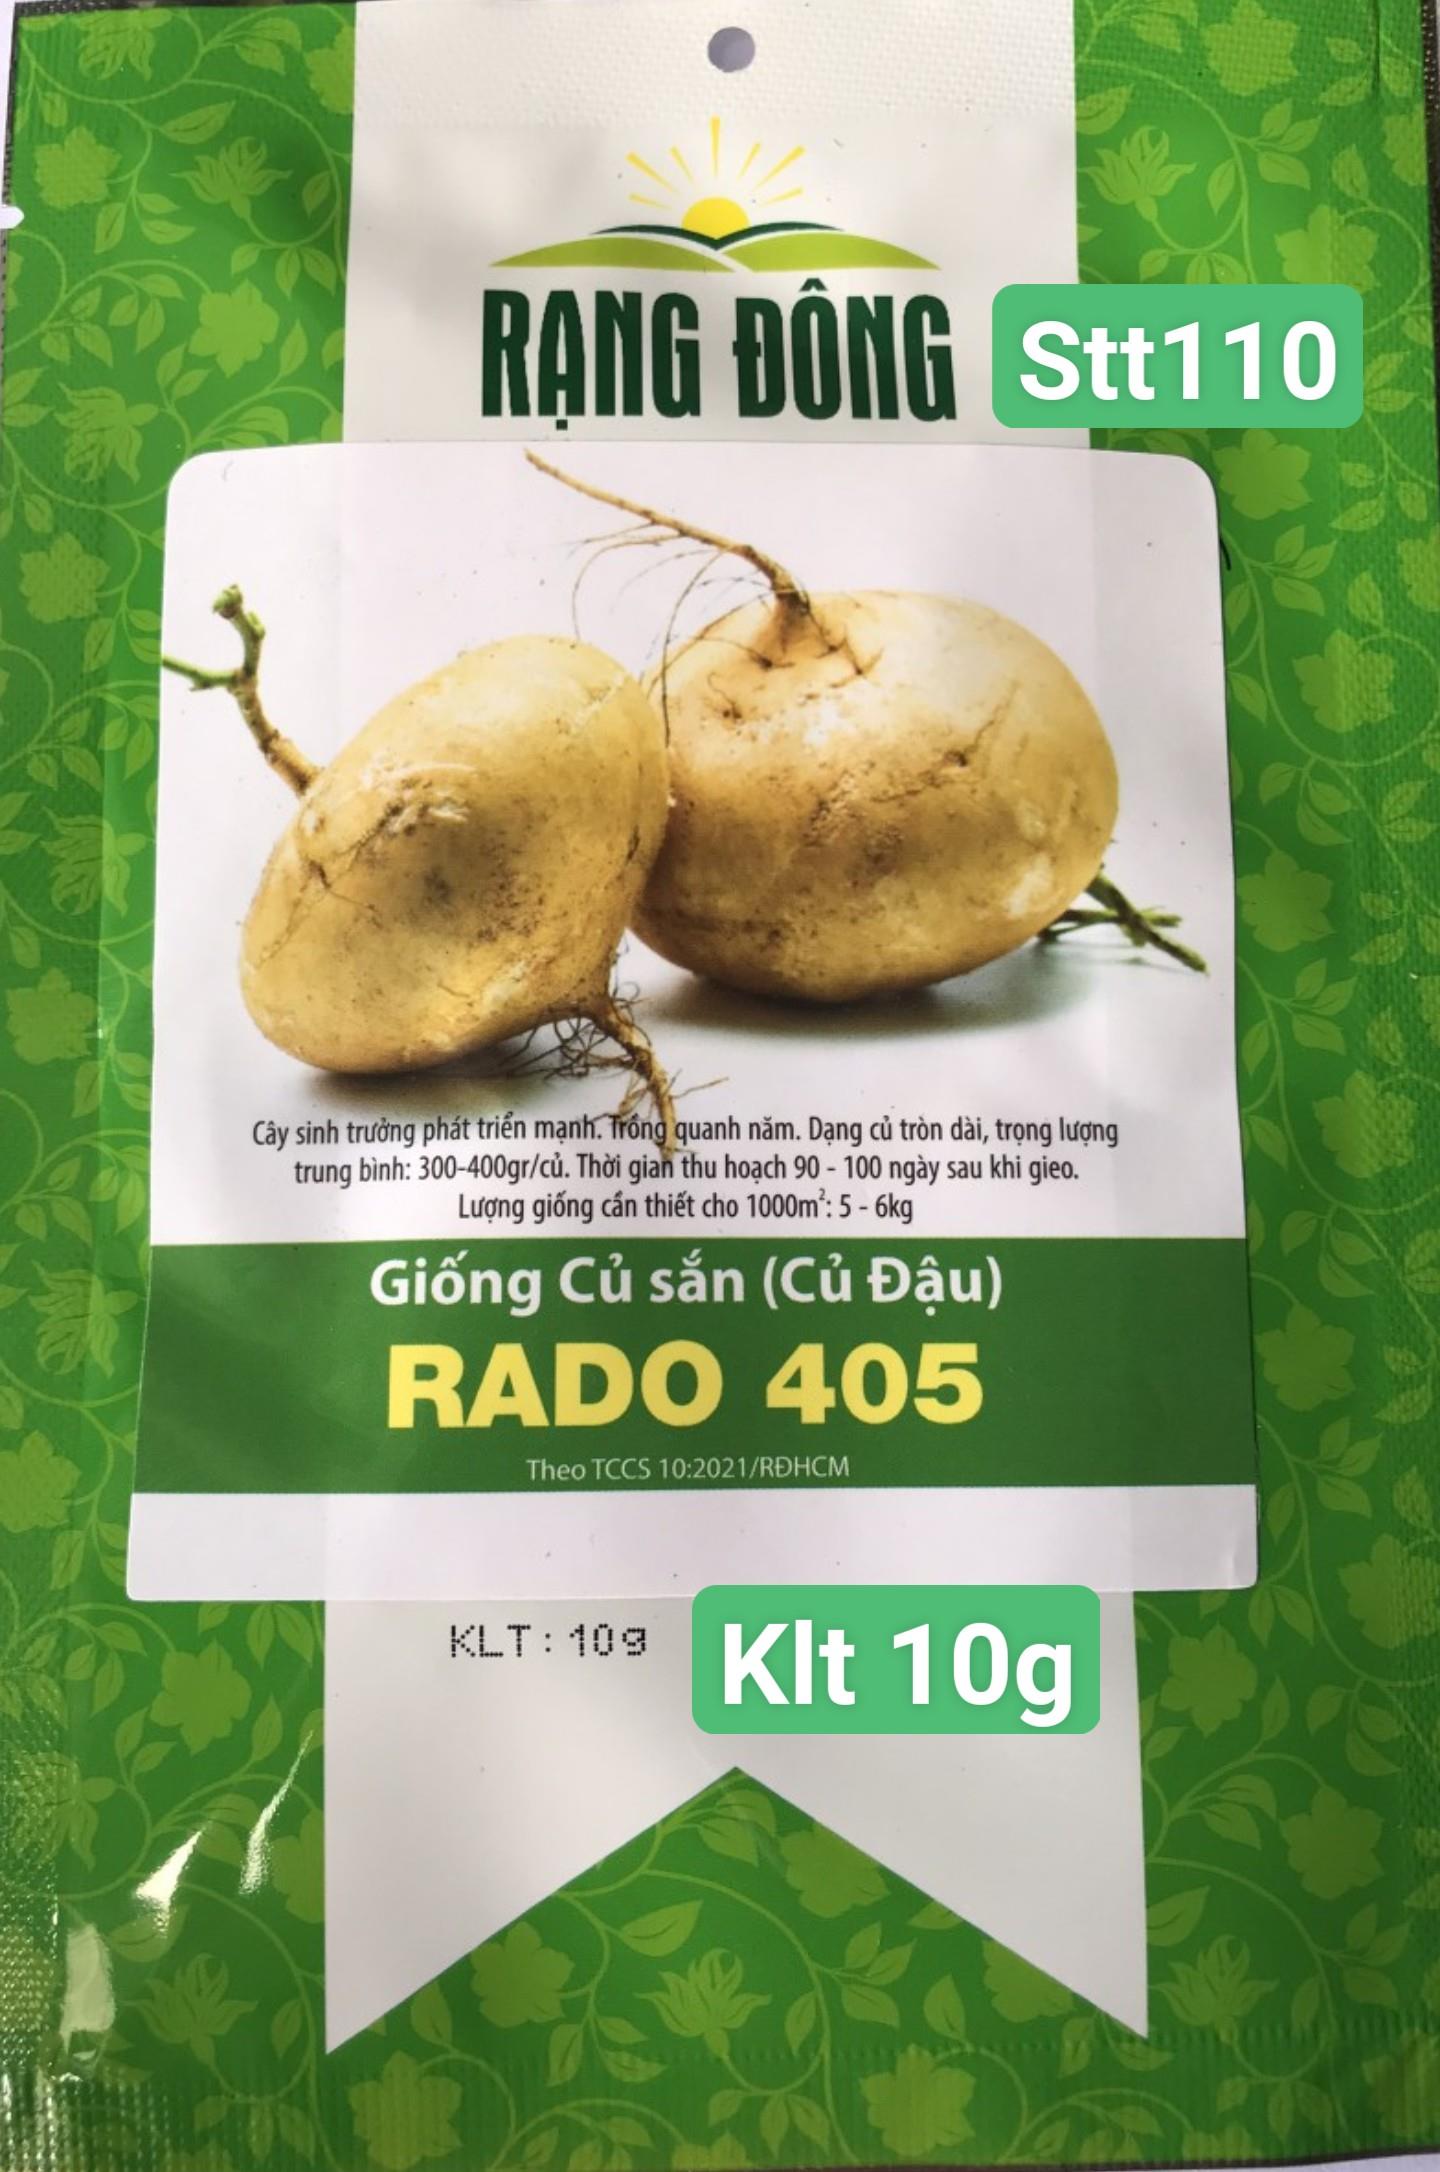 RẠNG ĐÔNG
Stt110
Cây sinh trưởng phát triển mạnh. Trồng quanh năm. Dạng củ tròn dài, trọng lượng
trung bình: 300-400gr/củ. Thời gian thu hoạch 90 - 100 ngày sau khi gieo.
Lượng giống cần thiết cho 1000m²: 5 - 6kg
Giống Củ sắn (Củ Đậu)
RADO 405
Theo TCCS 10:2021/RĐHCM
KLT: 10g
Klt 10g